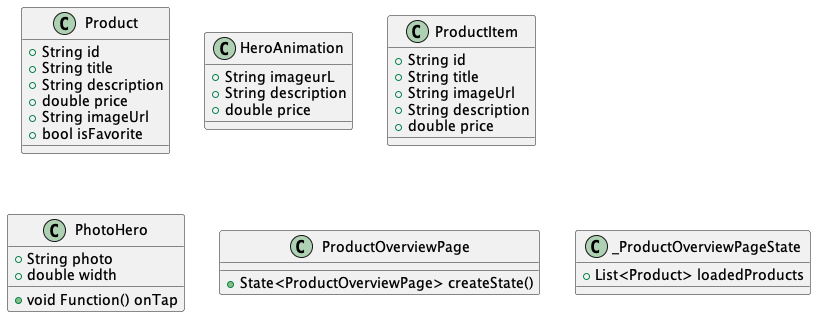 C Product
String id
String title
String description
double price
String imageUrl
bool isFavorite
C HeroAnimation
String imageurL
String description
double price
C ProductItem
String id
String title
String imageUrl
String description
double price
C PhotoHero
String photo
double width
void Function() onTap
C ProductOverviewPage
State<ProductOverviewPage> createState()
C _ProductOverviewPageState
List<Product> loadedProducts